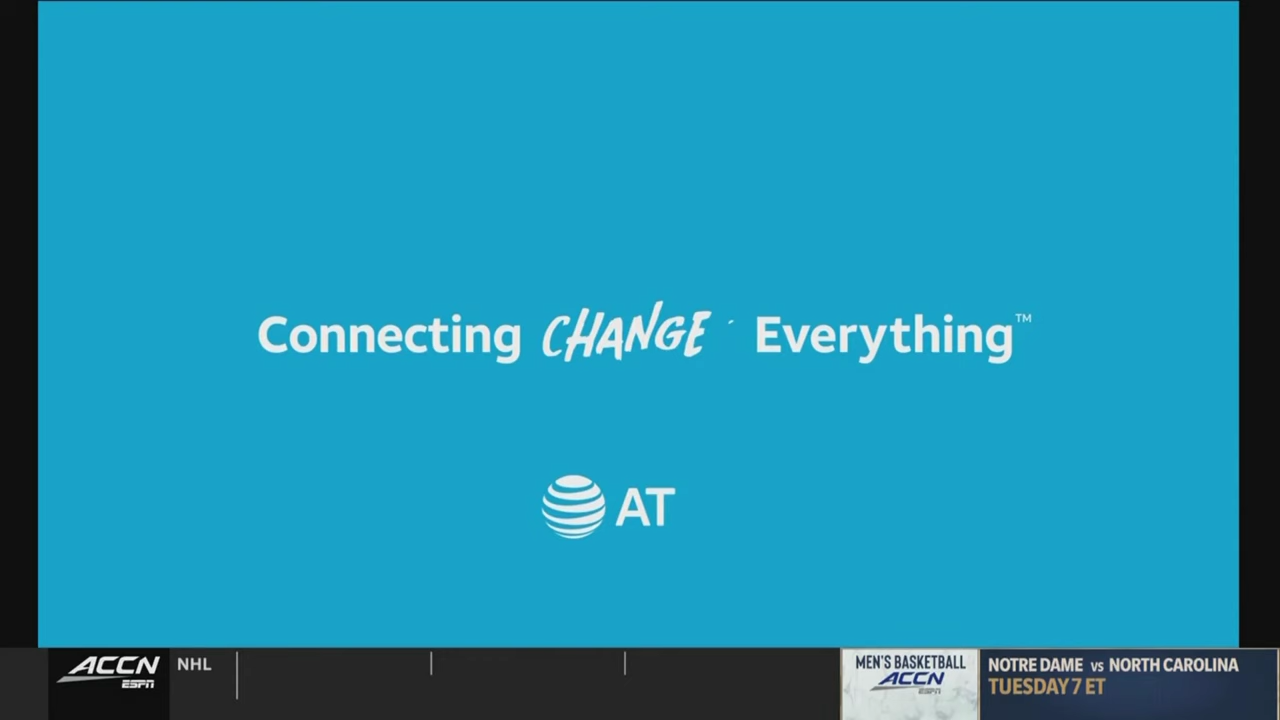 Connecting CHANGE Everything™
AT
ACCN
ESPN
NHL
MEN'S BASKETBALL
ACCN
ESPN
NOTRE DAME vs NORTH CAROLINA
TUESDAY 7 ET